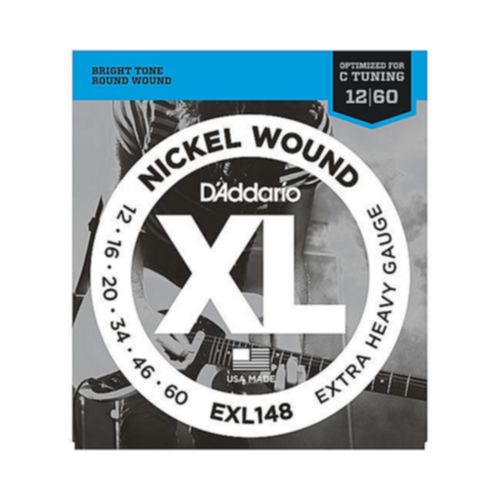 BRIGHT TONE
ROUND WOUND
OPTIMIZED FOR
C TUNING
12|60
NICKEL WOUND
D'Addario
XL
12 · 16 · 20 · 34 · 46 · 60
EXTRA HEAVY GAUGE
USA MADE
EXL148